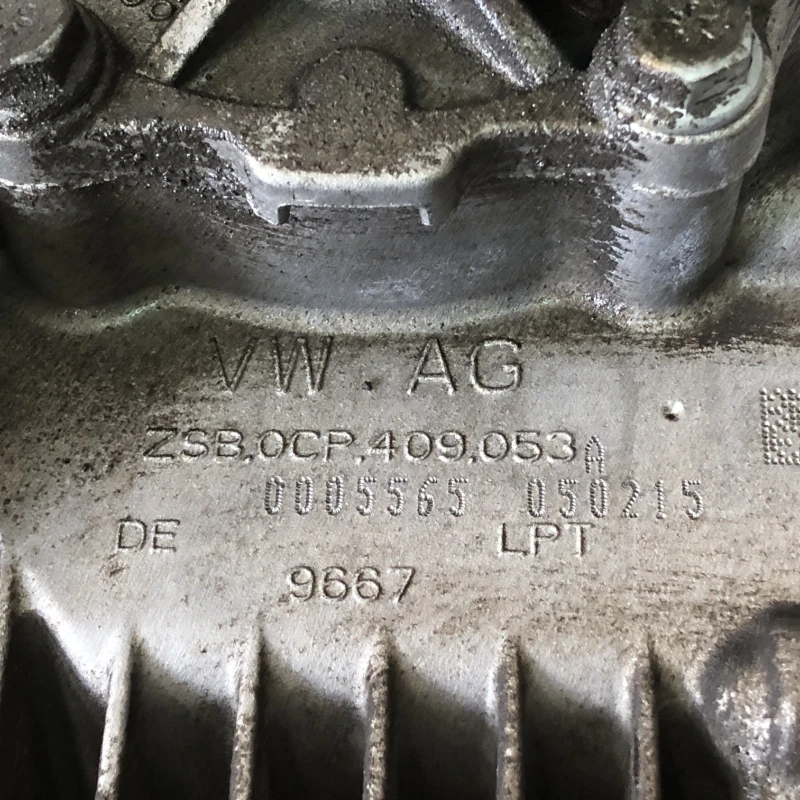 VW.AG
ZSB.0CP.409.053A
0005565 050215
DE LPT
9667